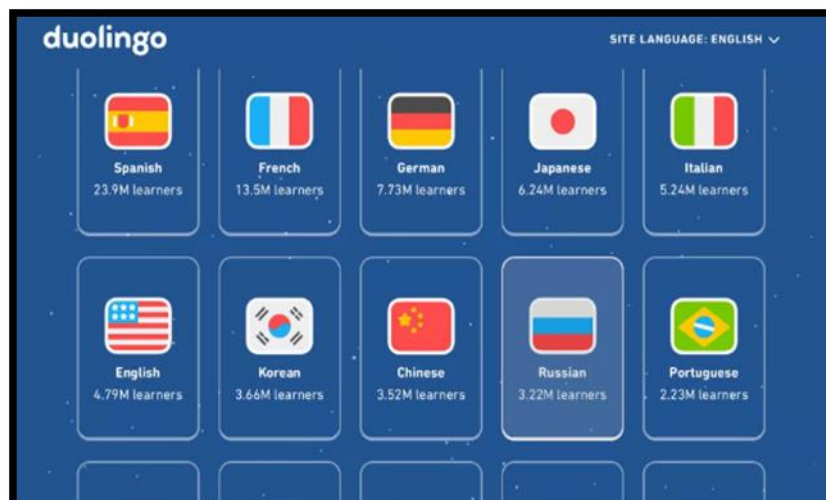 duolingo
SITE LANGUAGE: ENGLISH
Spanish
23.9M learners
French
13.5M learners
German
7.73M learners
Japanese
6.24M learners
Italian
5.24M learners
English
4.79M learners
Korean
3.66M learners
Chinese
3.52M learners
Russian
3.22M learners
Portuguese
2.23M learners